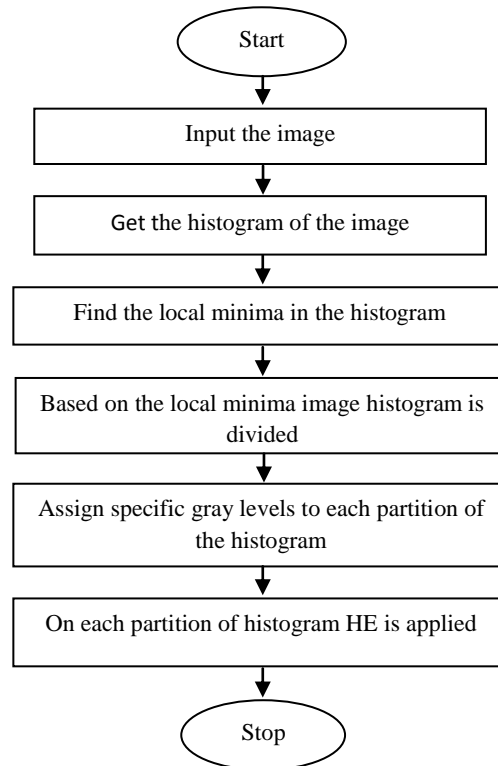 Start
Input the image
Get the histogram of the image
Find the local minima in the histogram
Based on the local minima image histogram is
divided
Assign specific gray levels to each partition of
the histogram
On each partition of histogram HE is applied
Stop